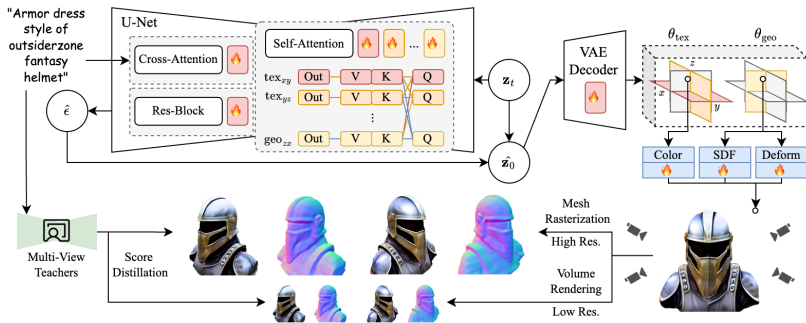 "Armor dress
style of
outsiderzone
fantasy
helmet"
U-Net
Cross-Attention
Res-Block
Self-Attention
...
tex_xy Out V K Q
tex_yz Out V K Q
⋮
geo_zx Out V K Q
ϵ̂
z_t
ẑ_0
VAE
Decoder
θ_tex
θ_geo
z
x
y
Color
SDF
Deform
Multi-View
Teachers
Score
Distillation
Mesh
Rasterization
High Res.
Volume
Rendering
Low Res.